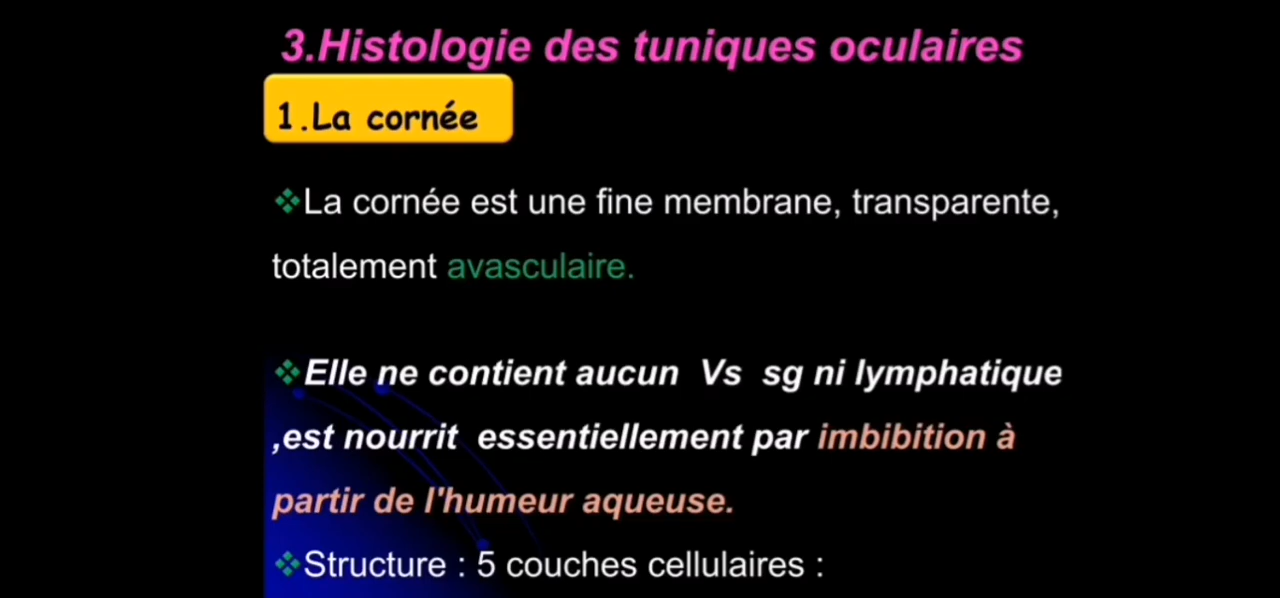 3.Histologie des tuniques oculaires
1.La cornée
❖La cornée est une fine membrane, transparente,
totalement avasculaire.
❖Elle ne contient aucun Vs sg ni lymphatique
,est nourrit essentiellement par imbibition à
partir de l'humeur aqueuse.
❖Structure : 5 couches cellulaires :